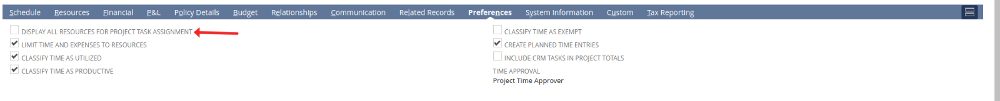 Schedule Resources Financial P&L Policy Details Budget Relationships Communication Related Records Preferences System Information Custom Tax Reporting
DISPLAY ALL RESOURCES FOR PROJECT TASK ASSIGNMENT
LIMIT TIME AND EXPENSES TO RESOURCES
CLASSIFY TIME AS UTILIZED
CLASSIFY TIME AS PRODUCTIVE
CLASSIFY TIME AS EXEMPT
CREATE PLANNED TIME ENTRIES
INCLUDE CRM TASKS IN PROJECT TOTALS
TIME APPROVAL
Project Time Approver